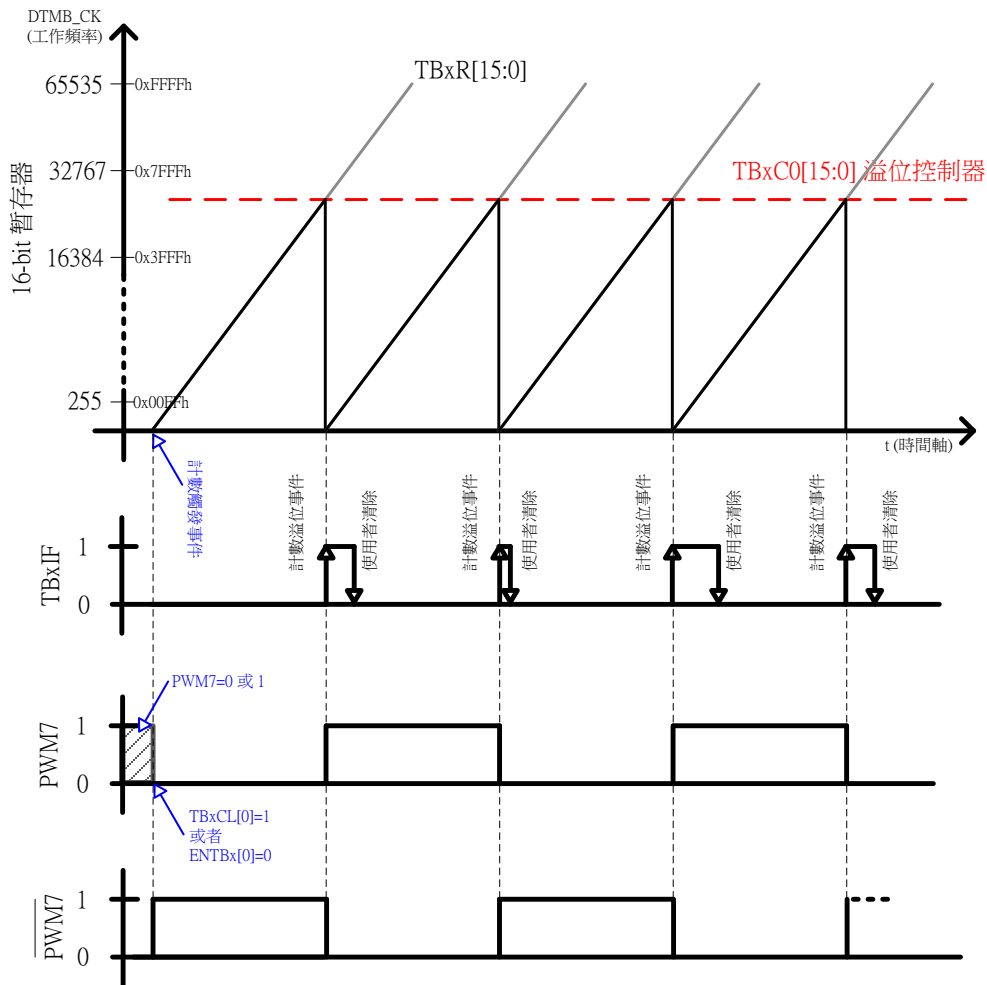 DTMB_CK
(工作頻率)
65535
0xFFFFh
TBxR[15:0]
32767
0x7FFFh
TBxC0[15:0] 溢位控制器
16-bit 暫存器
16384
0x3FFFh
255
0x00FFh
t (時間軸)
計數觸發事件
計數溢位事件
使用者清除
計數溢位事件
使用者清除
計數溢位事件
使用者清除
計數溢位事件
使用者清除
TBxIF
1
0
PWM7=0 或 1
PWM7
1
0
TBxCL[0]=1
或者
ENTBx[0]=0
PWM7
1
0